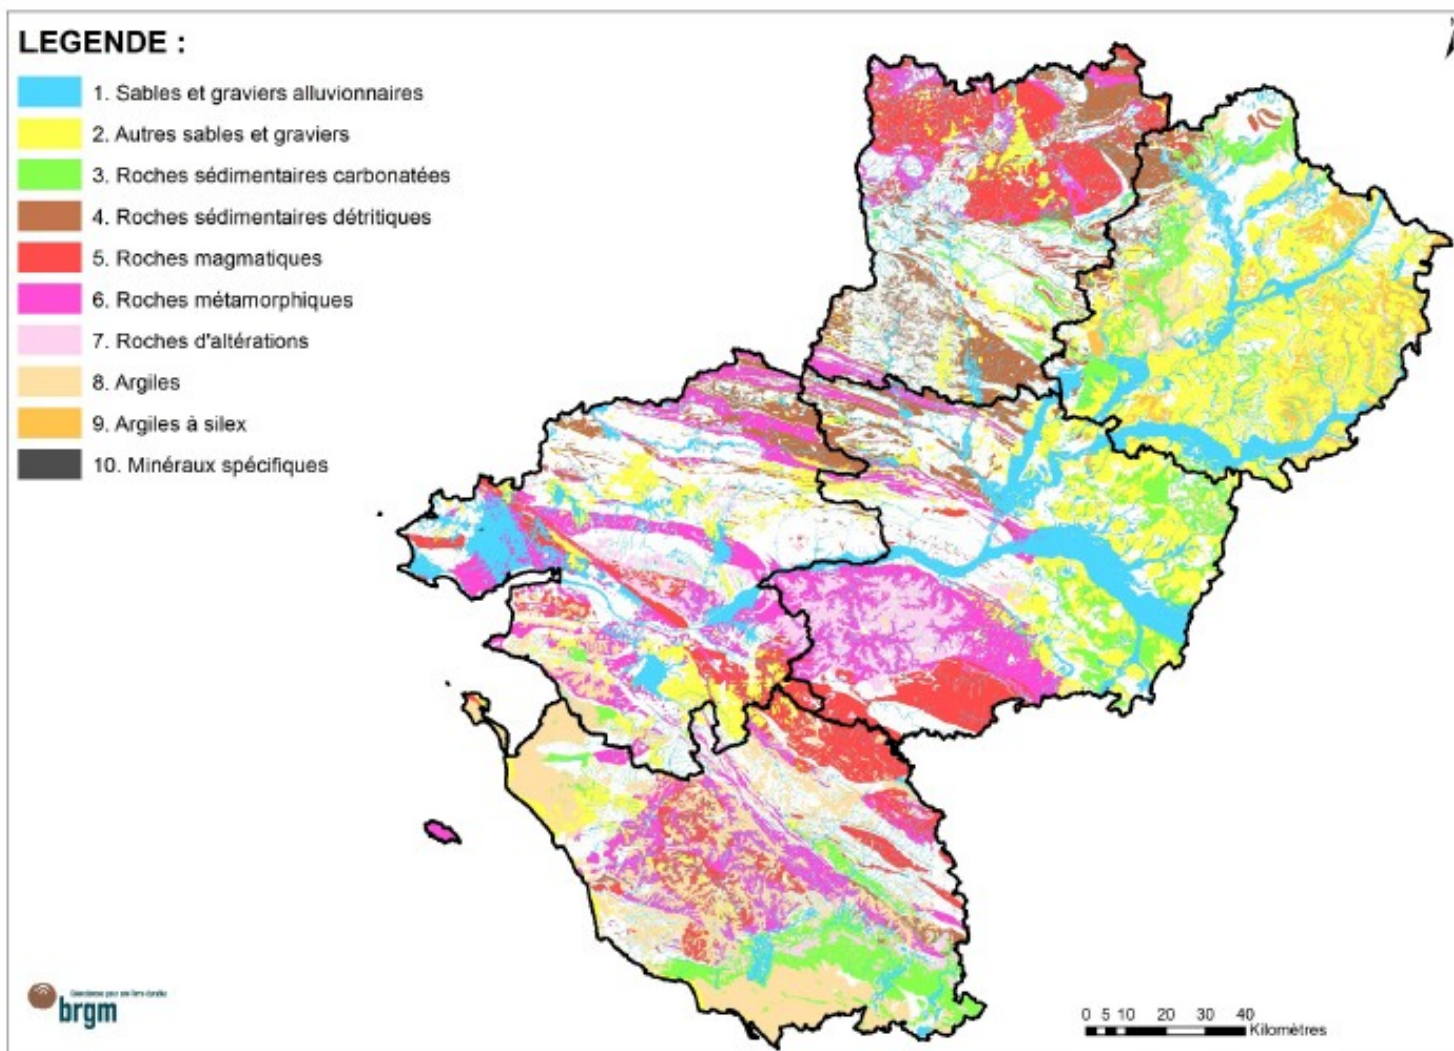 LEGENDE :
1. Sables et graviers alluvionnaires
2. Autres sables et graviers
3. Roches sédimentaires carbonatées
4. Roches sédimentaires détritiques
5. Roches magmatiques
6. Roches métamorphiques
7. Roches d'altérations
8. Argiles
9. Argiles à silex
10. Minéraux spécifiques
brgm
0 5 10 20 30 40
Kilomètres